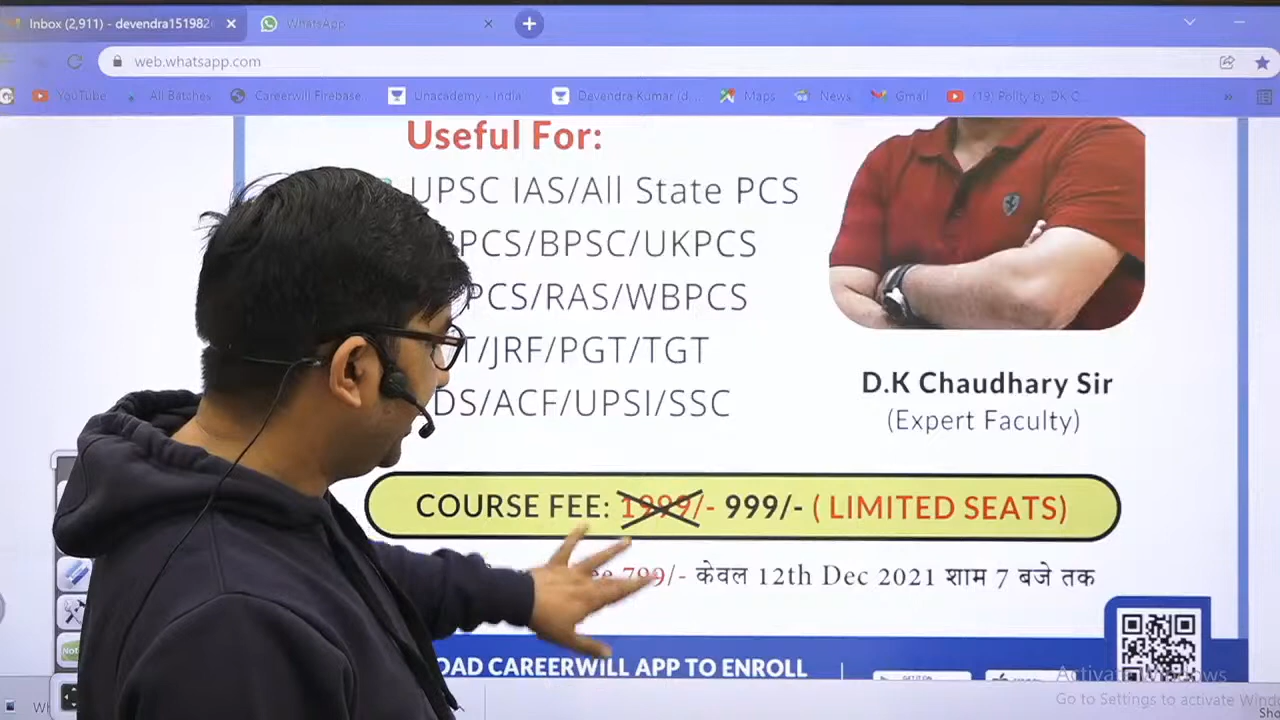 Inbox (2,911) - devendra151982
WhatsApp
web.whatsapp.com
YouTube
All Batches
Careerwill Firebase
Unacademy - India
Devendra Kumar (d...
Maps
News
Gmail
(19) Polity by DK C...
Useful For:
UPSC IAS/All State PCS
PCS/BPSC/UKPCS
PCS/RAS/WBPCS
T/JRF/PGT/TGT
DS/ACF/UPSI/SSC
D.K Chaudhary Sir
(Expert Faculty)
COURSE FEE: 1999/- 999/- ( LIMITED SEATS)
799/- केवल 12th Dec 2021 शाम 7 बजे तक
OAD CAREERWILL APP TO ENROLL
Activate Windows
Go to Settings to activate Wind